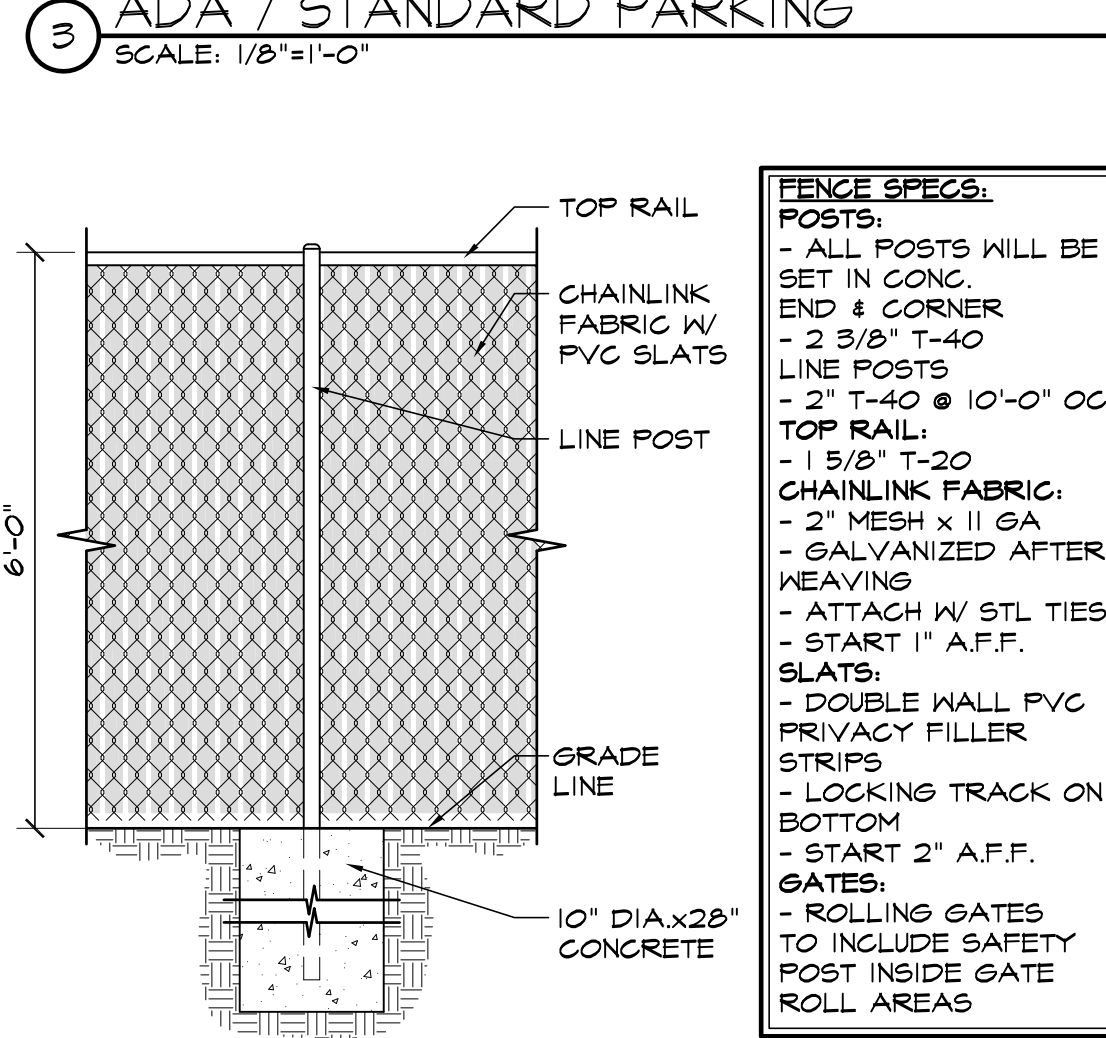 3
ADA / STANDARD PARKING
SCALE: 1/8"=1'-0"
TOP RAIL
CHAINLINK
FABRIC W/
PVC SLATS
LINE POST
6'-0"
GRADE
LINE
10" DIA.x28"
CONCRETE
FENCE SPECS:
POSTS:
- ALL POSTS WILL BE
SET IN CONC.
END & CORNER
- 2 3/8" T-40
LINE POSTS
- 2" T-40 @ 10'-0" OC
TOP RAIL:
- 1 5/8" T-20
CHAINLINK FABRIC:
- 2" MESH x 11 GA
- GALVANIZED AFTER
WEAVING
- ATTACH W/ STL TIES
- START 1" A.F.F.
SLATS:
- DOUBLE WALL PVC
PRIVACY FILLER
STRIPS
- LOCKING TRACK ON
BOTTOM
- START 2" A.F.F.
GATES:
- ROLLING GATES
TO INCLUDE SAFETY
POST INSIDE GATE
ROLL AREAS